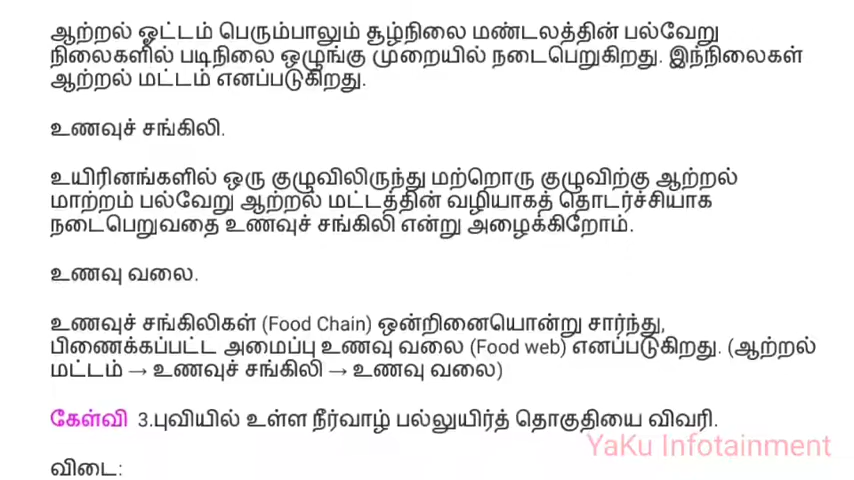 ஆற்றல் ஓட்டம் பெரும்பாலும் சூழ்நிலை மண்டலத்தின் பல்வேறு
நிலைகளில் படிநிலை ஒழுங்கு முறையில் நடைபெறுகிறது. இந்நிலைகள்
ஆற்றல் மட்டம் எனப்படுகிறது.
உணவுச் சங்கிலி.
உயிரினங்களில் ஒரு குழுவிலிருந்து மற்றொரு குழுவிற்கு ஆற்றல்
மாற்றம் பல்வேறு ஆற்றல் மட்டத்தின் வழியாகத் தொடர்ச்சியாக
நடைபெறுவதை உணவுச் சங்கிலி என்று அழைக்கிறோம்.
உணவு வலை.
உணவுச் சங்கிலிகள் (Food Chain) ஒன்றினையொன்று சார்ந்து,
பிணைக்கப்பட்ட அமைப்பு உணவு வலை (Food web) எனப்படுகிறது. (ஆற்றல்
மட்டம் → உணவுச் சங்கிலி → உணவு வலை)
கேள்வி 3.புவியில் உள்ள நீர்வாழ் பல்லுயிர்த் தொகுதியை விவரி.
YaKu Infotainment
விடை: